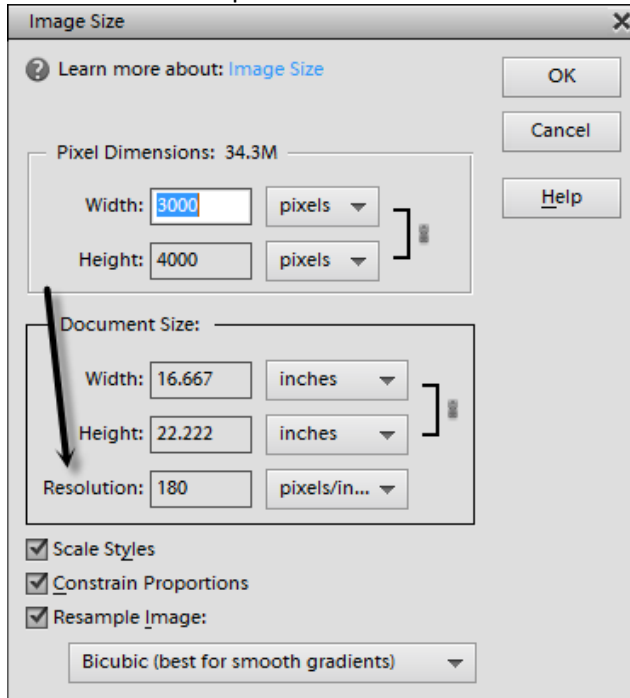 Image Size
Learn more about: Image Size
OK
Cancel
Help
Pixel Dimensions: 34.3M
Width: 3000 pixels
Height: 4000 pixels
Document Size:
Width: 16.667 inches
Height: 22.222 inches
Resolution: 180 pixels/in...
Scale Styles
Constrain Proportions
Resample Image:
Bicubic (best for smooth gradients)